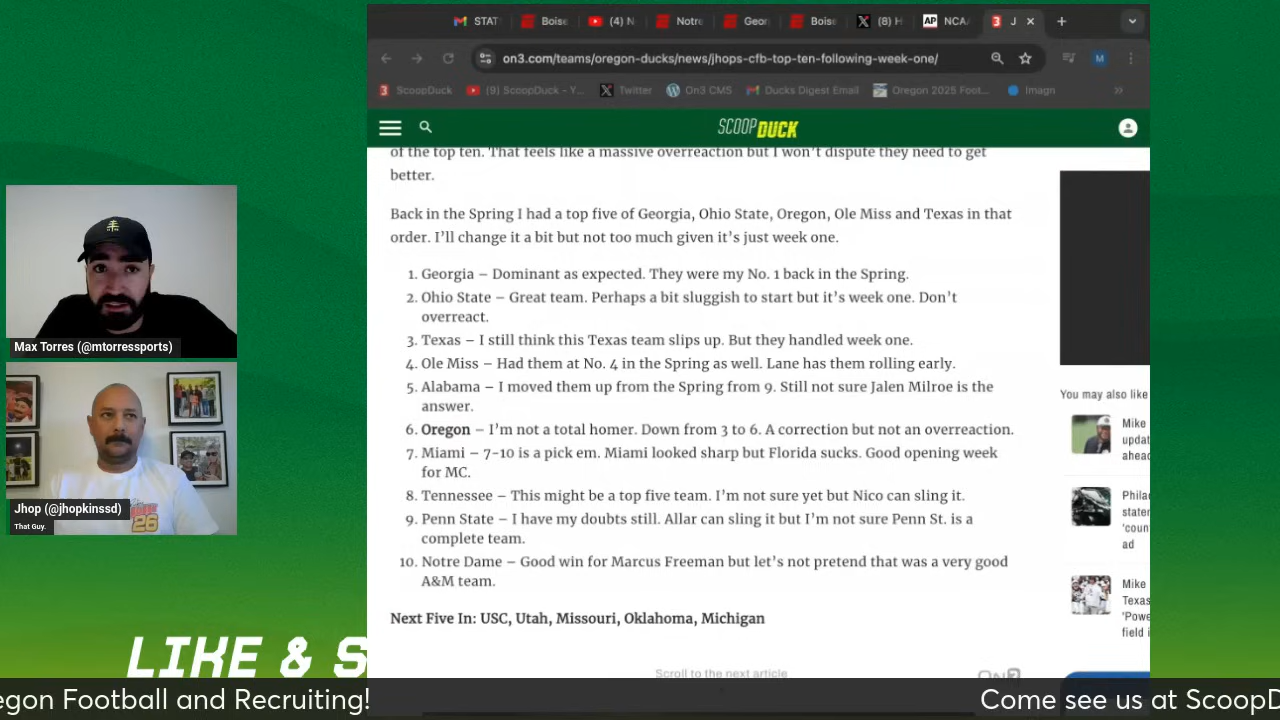 STAT
Boise
(4) N
Notre
Geor
Boise
(8) H
NCA
J
on3.com/teams/oregon-ducks/news/jhops-cfb-top-ten-following-week-one/
M
ScoopDuck
(9) ScoopDuck - Y...
Twitter
On3 CMS
Ducks Digest Email
Oregon 2025 Foot...
Imagn
SCOOP DUCK
of the top ten. That feels like a massive overreaction but I won't dispute they need to get
better.
Back in the Spring I had a top five of Georgia, Ohio State, Oregon, Ole Miss and Texas in that
order. I'll change it a bit but not too much given it's just week one.
1. Georgia – Dominant as expected. They were my No. 1 back in the Spring.
2. Ohio State – Great team. Perhaps a bit sluggish to start but it's week one. Don't
overreact.
3. Texas – I still think this Texas team slips up. But they handled week one.
4. Ole Miss – Had them at No. 4 in the Spring as well. Lane has them rolling early.
5. Alabama – I moved them up from the Spring from 9. Still not sure Jalen Milroe is the
answer.
6. Oregon – I'm not a total homer. Down from 3 to 6. A correction but not an overreaction.
7. Miami – 7-10 is a pick em. Miami looked sharp but Florida sucks. Good opening week
for MC.
8. Tennessee – This might be a top five team. I'm not sure yet but Nico can sling it.
9. Penn State – I have my doubts still. Allar can sling it but I'm not sure Penn St. is a
complete team.
10. Notre Dame – Good win for Marcus Freeman but let's not pretend that was a very good
A&M team.
Next Five In: USC, Utah, Missouri, Oklahoma, Michigan
Scroll to the next article
On3
You may also like
Mike
updat
ahead
Philad
staten
'count
ad
Mike
Texas
'Powe
field i
Max Torres (@mtorressports)
Jhop (@jhopkinssd)
That Guy.
26
LIKE & S
egon Football and Recruiting!
Come see us at ScoopD